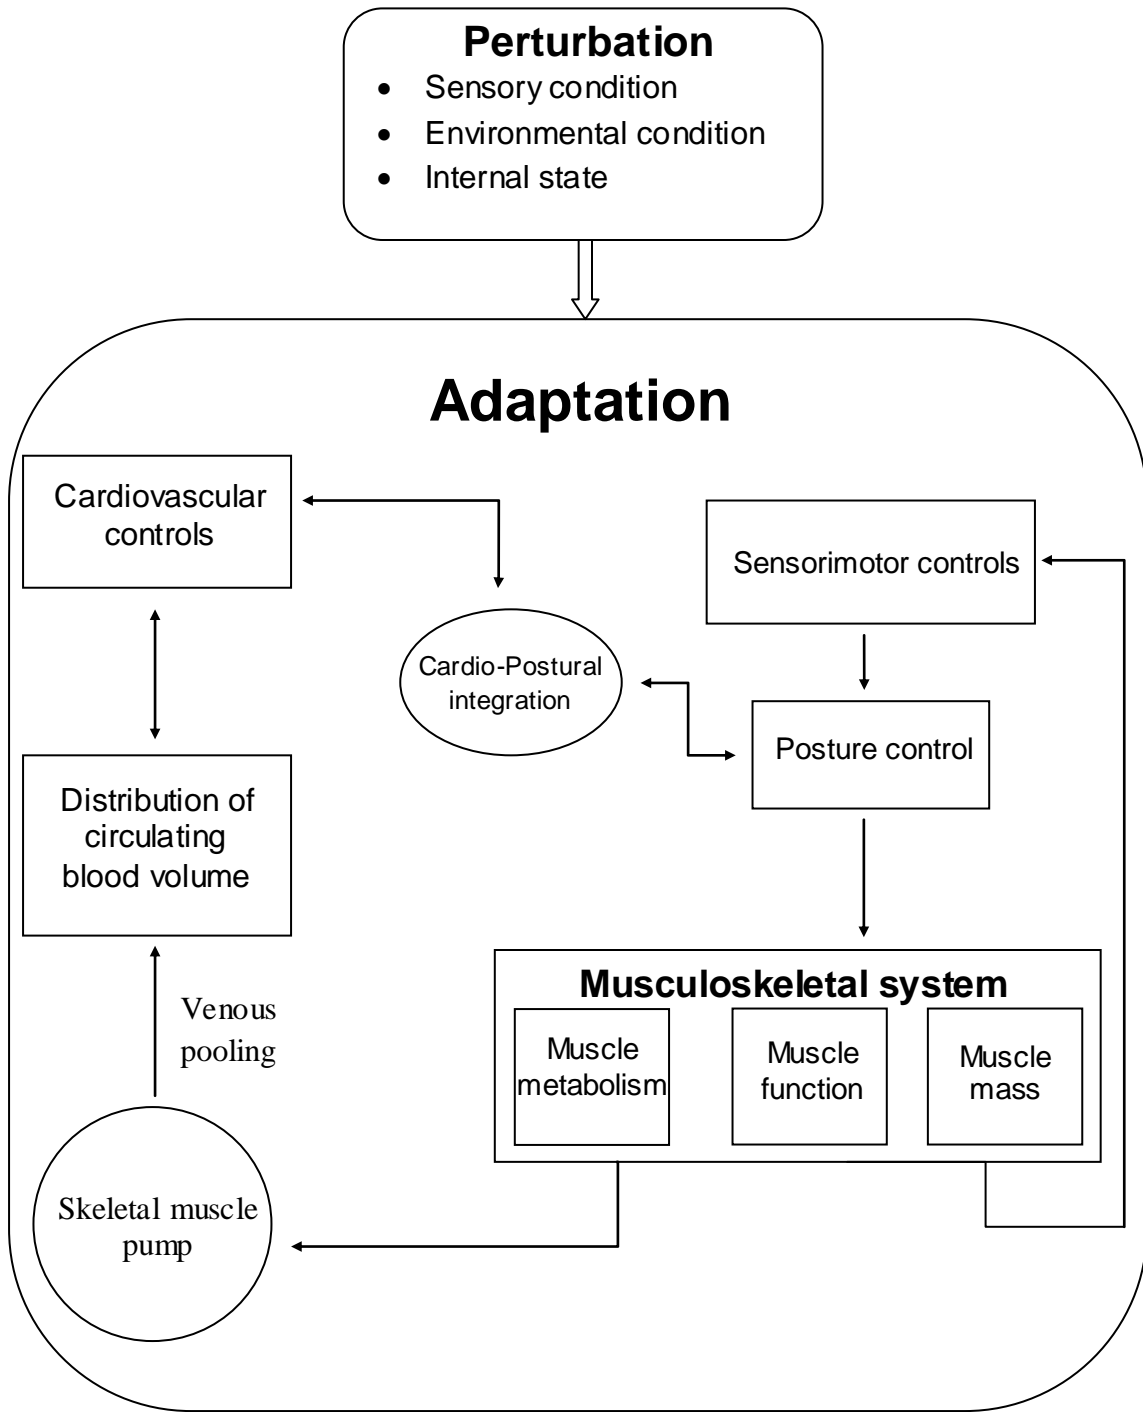 Perturbation
• Sensory condition
• Environmental condition
• Internal state
Adaptation
Cardiovascular
controls
Sensorimotor controls
Cardio-Postural
integration
Posture control
Distribution of
circulating
blood volume
Venous
pooling
Musculoskeletal system
Muscle
metabolism
Muscle
function
Muscle
mass
Skeletal muscle
pump